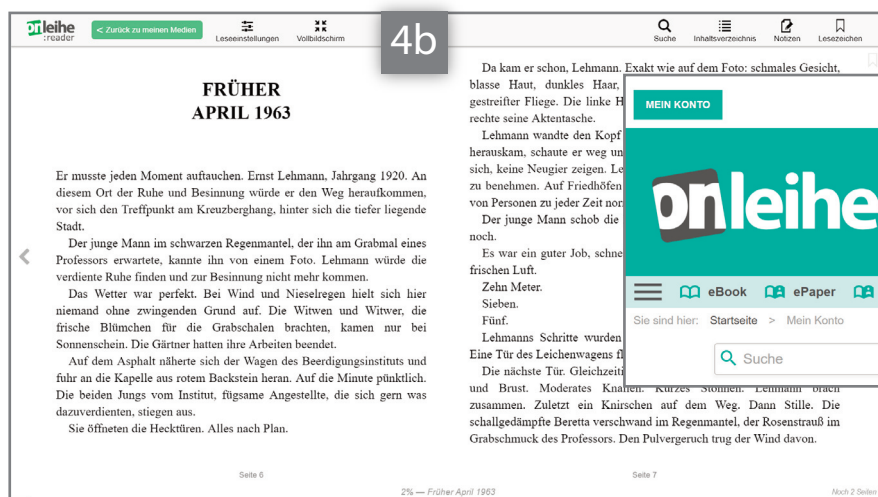 onleihe
:reader
< Zurück zu meinen Medien
Leseeinstellungen
Vollbildschirm
4b
Suche
Inhaltsverzeichnis
Notizen
Lesezeichen
FRÜHER
APRIL 1963
Er musste jeden Moment auftauchen. Ernst Lehmann, Jahrgang 1920. An
diesem Ort der Ruhe und Besinnung würde er den Weg heraufkommen,
vor sich den Treffpunkt am Kreuzberghang, hinter sich die tiefer liegende
Stadt.
Der junge Mann im schwarzen Regenmantel, der ihn am Grabmal eines
Professors erwartete, kannte ihn von einem Foto. Lehmann würde die
verdiente Ruhe finden und zur Besinnung nicht mehr kommen.
Das Wetter war perfekt. Bei Wind und Nieselregen hielt sich hier
niemand ohne zwingenden Grund auf. Die Witwen und Witwer, die
frische Blümchen für die Grabschalen brachten, kamen nur bei
Sonnenschein. Die Gärtner hatten ihre Arbeiten beendet.
Auf dem Asphalt näherte sich der Wagen des Beerdigungsinstituts und
fuhr an die Kapelle aus rotem Backstein heran. Auf die Minute pünktlich.
Die beiden Jungs vom Institut, fügsame Angestellte, die sich gern was
dazuverdienten, stiegen aus.
Sie öffneten die Hecktüren. Alles nach Plan.
Seite 6
Da kam er schon, Lehmann. Exakt wie auf dem Foto: schmales Gesicht,
blasse Haut, dunkles Haar,
gestreifter Fliege. Die linke H
rechte seine Aktentasche.
Lehmann wandte den Kopf
herauskam, schaute er weg un
sich, keine Neugier zeigen. Le
zu benehmen. Auf Friedhöfen
von Personen zu jeder Zeit nor
Der junge Mann schob die
noch.
Es war ein guter Job, schne
frischen Luft.
Zehn Meter.
Sieben.
Fünf.
Lehmanns Schritte wurden
Eine Tür des Leichenwagens fl
Die nächste Tür. Gleichzeiti
und Brust. Moderates Knallen. Kurzes Stöhnen. Lehmann brach
zusammen. Zuletzt ein Knirschen auf dem Weg. Dann Stille. Die
schallgedämpfte Beretta verschwand im Regenmantel, der Rosenstrauß im
Grabschmuck des Professors. Den Pulvergeruch trug der Wind davon.
Seite 7
2% — Früher April 1963
Noch 2 Seiten
MEIN KONTO
onleihe
eBook
ePaper
Sie sind hier: Startseite > Mein Konto
Suche